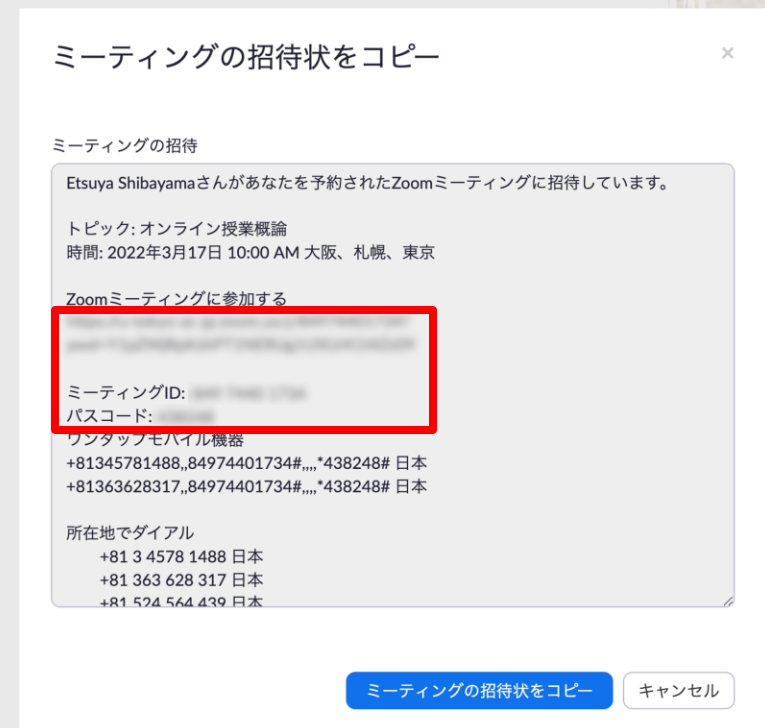 ミーティングの招待状をコピー
×
ミーティングの招待
Etsuya Shibayamaさんがあなたを予約されたZoomミーティングに招待しています。
トピック: オンライン授業概論
時間: 2022年3月17日 10:00 AM 大阪、札幌、東京
Zoomミーティングに参加する
ミーティングID:
パスコード:
ワンタップモバイル機器
+81345781488,,84974401734#,,,,*438248# 日本
+81363628317,,84974401734#,,,,*438248# 日本
所在地でダイアル
+81 3 4578 1488 日本
+81 363 628 317 日本
+81 524 564 439 日本
ミーティングの招待状をコピー
キャンセル